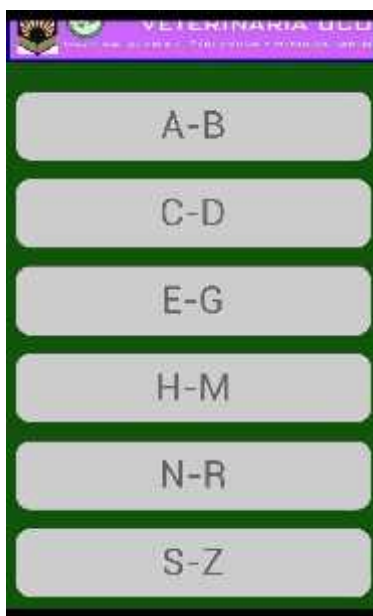 VETERINARIA UCO
A-B
C-D
E-G
H-M
N-R
S-Z